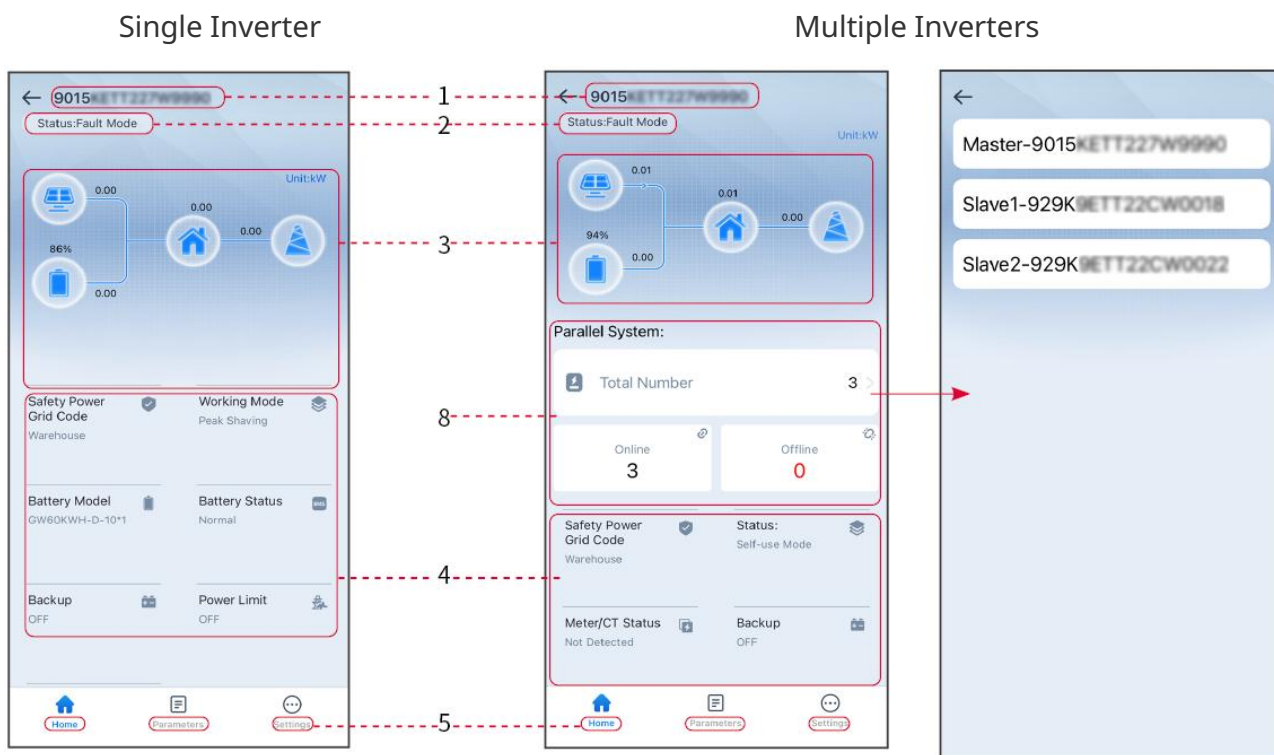 Single Inverter
Multiple Inverters
9015
Status:Fault Mode
Unit:kW
0.00
0.00
0.00
86%
0.00
Safety Power
Grid Code
Warehouse
Working Mode
Peak Shaving
Battery Model
GW60KWH-D-10*1
Battery Status
Normal
Backup
OFF
Power Limit
OFF
Home
Parameters
Settings
1
2
3
8
4
5
9015
Status:Fault Mode
Unit:kW
0.01
0.01
0.00
94%
0.00
Parallel System:
Total Number 3
Online
3
Offline
0
Safety Power
Grid Code
Warehouse
Status:
Self-use Mode
Meter/CT Status
Not Detected
Backup
OFF
Home
Parameters
Settings
Master-9015
Slave1-929K
Slave2-929K